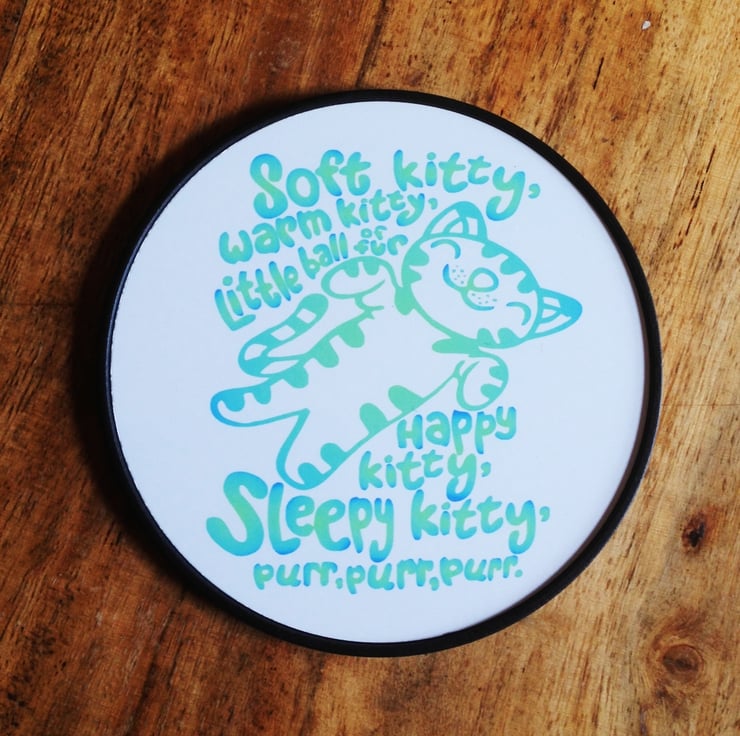 Soft kitty,
warm kitty,
Little ball of fur
Happy
kitty,
Sleepy kitty,
purr, purr, purr.